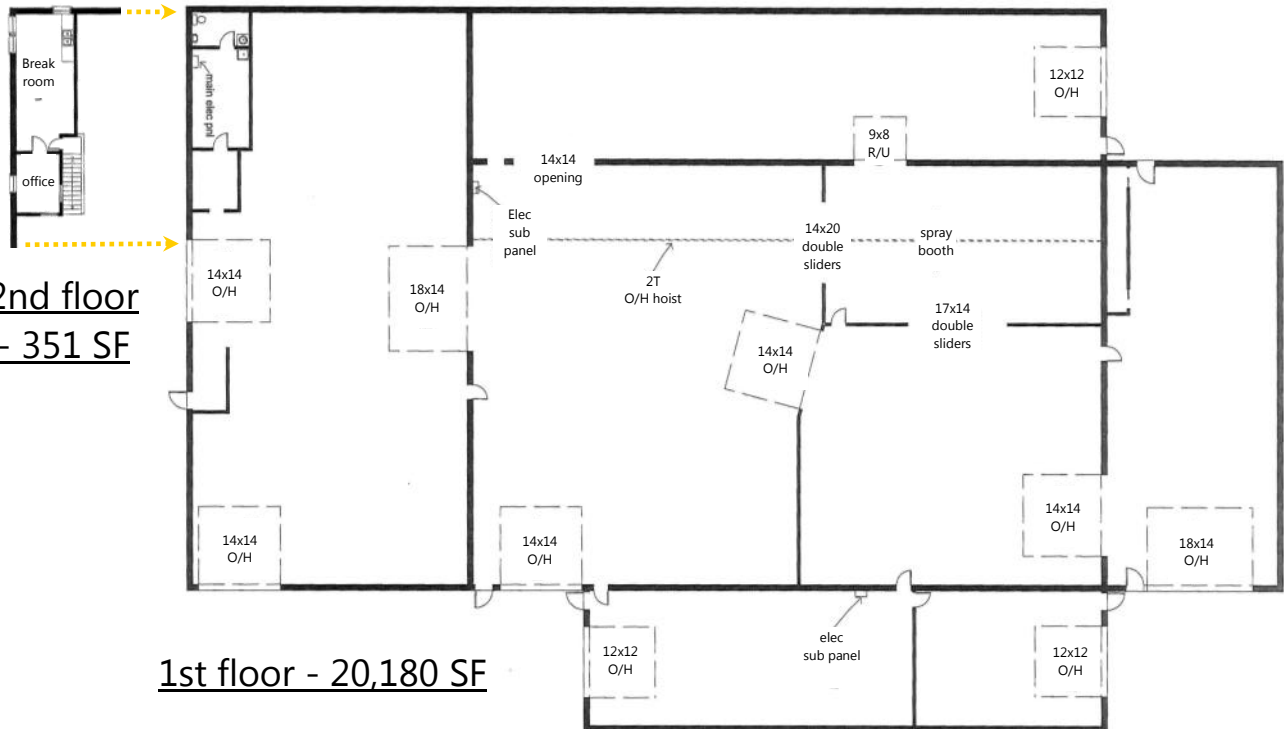 Break
room
office
2nd floor
- 351 SF
main elec pnl
12x12
O/H
9x8
R/U
14x14
opening
Elec
sub
panel
14x20
double
sliders
spray
booth
2T
O/H hoist
14x14
O/H
18x14
O/H
17x14
double
sliders
14x14
O/H
14x14
O/H
14x14
O/H
14x14
O/H
18x14
O/H
12x12
O/H
elec
sub panel
12x12
O/H
1st floor - 20,180 SF